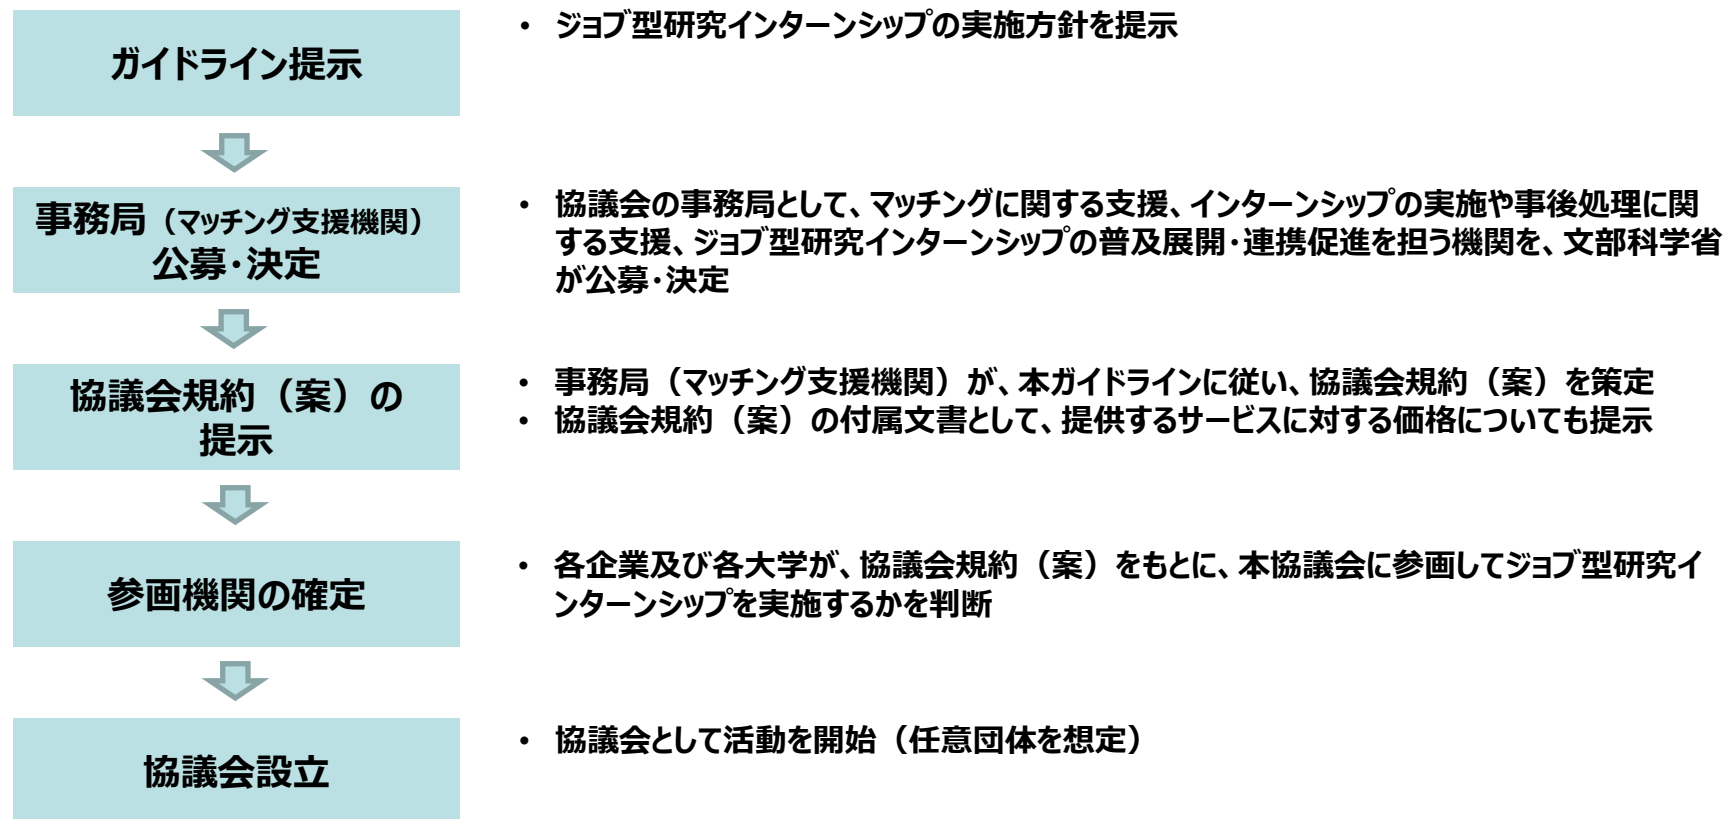 ガイドライン提示
• ジョブ型研究インターンシップの実施方針を提示
事務局（マッチング支援機関）
公募・決定
• 協議会の事務局として、マッチングに関する支援、インターンシップの実施や事後処理に関
する支援、ジョブ型研究インターンシップの普及展開・連携促進を担う機関を、文部科学省
が公募・決定
協議会規約（案）の
提示
• 事務局（マッチング支援機関）が、本ガイドラインに従い、協議会規約（案）を策定
• 協議会規約（案）の付属文書として、提供するサービスに対する価格についても提示
参画機関の確定
• 各企業及び各大学が、協議会規約（案）をもとに、本協議会に参画してジョブ型研究イ
ンターンシップを実施するかを判断
協議会設立
• 協議会として活動を開始（任意団体を想定）